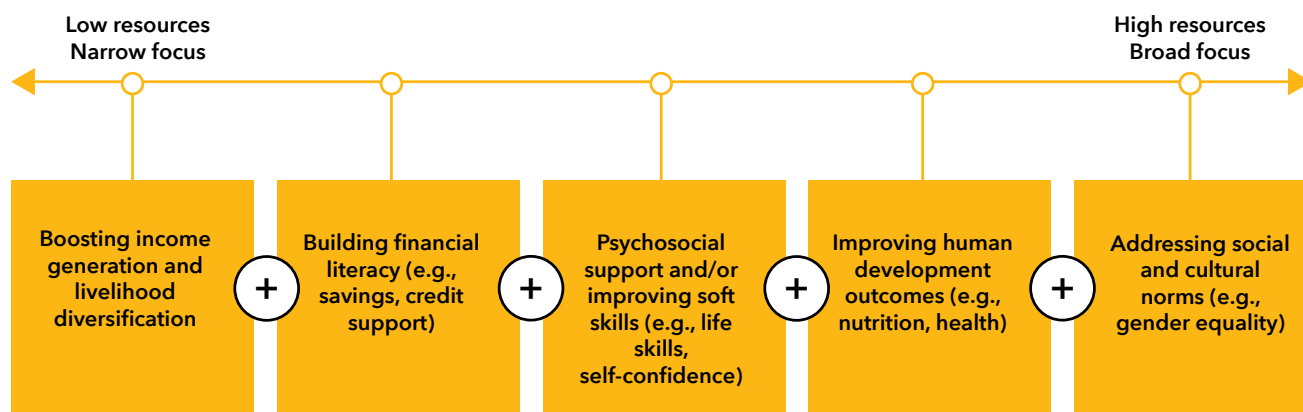 Low resources
Narrow focus
High resources
Broad focus
Boosting income
generation and
livelihood
diversification
+
Building financial
literacy (e.g.,
savings, credit
support)
+
Psychosocial
support and/or
improving soft
skills (e.g., life
skills,
self-confidence)
+
Improving human
development
outcomes (e.g.,
nutrition, health)
+
Addressing social
and cultural
norms (e.g.,
gender equality)